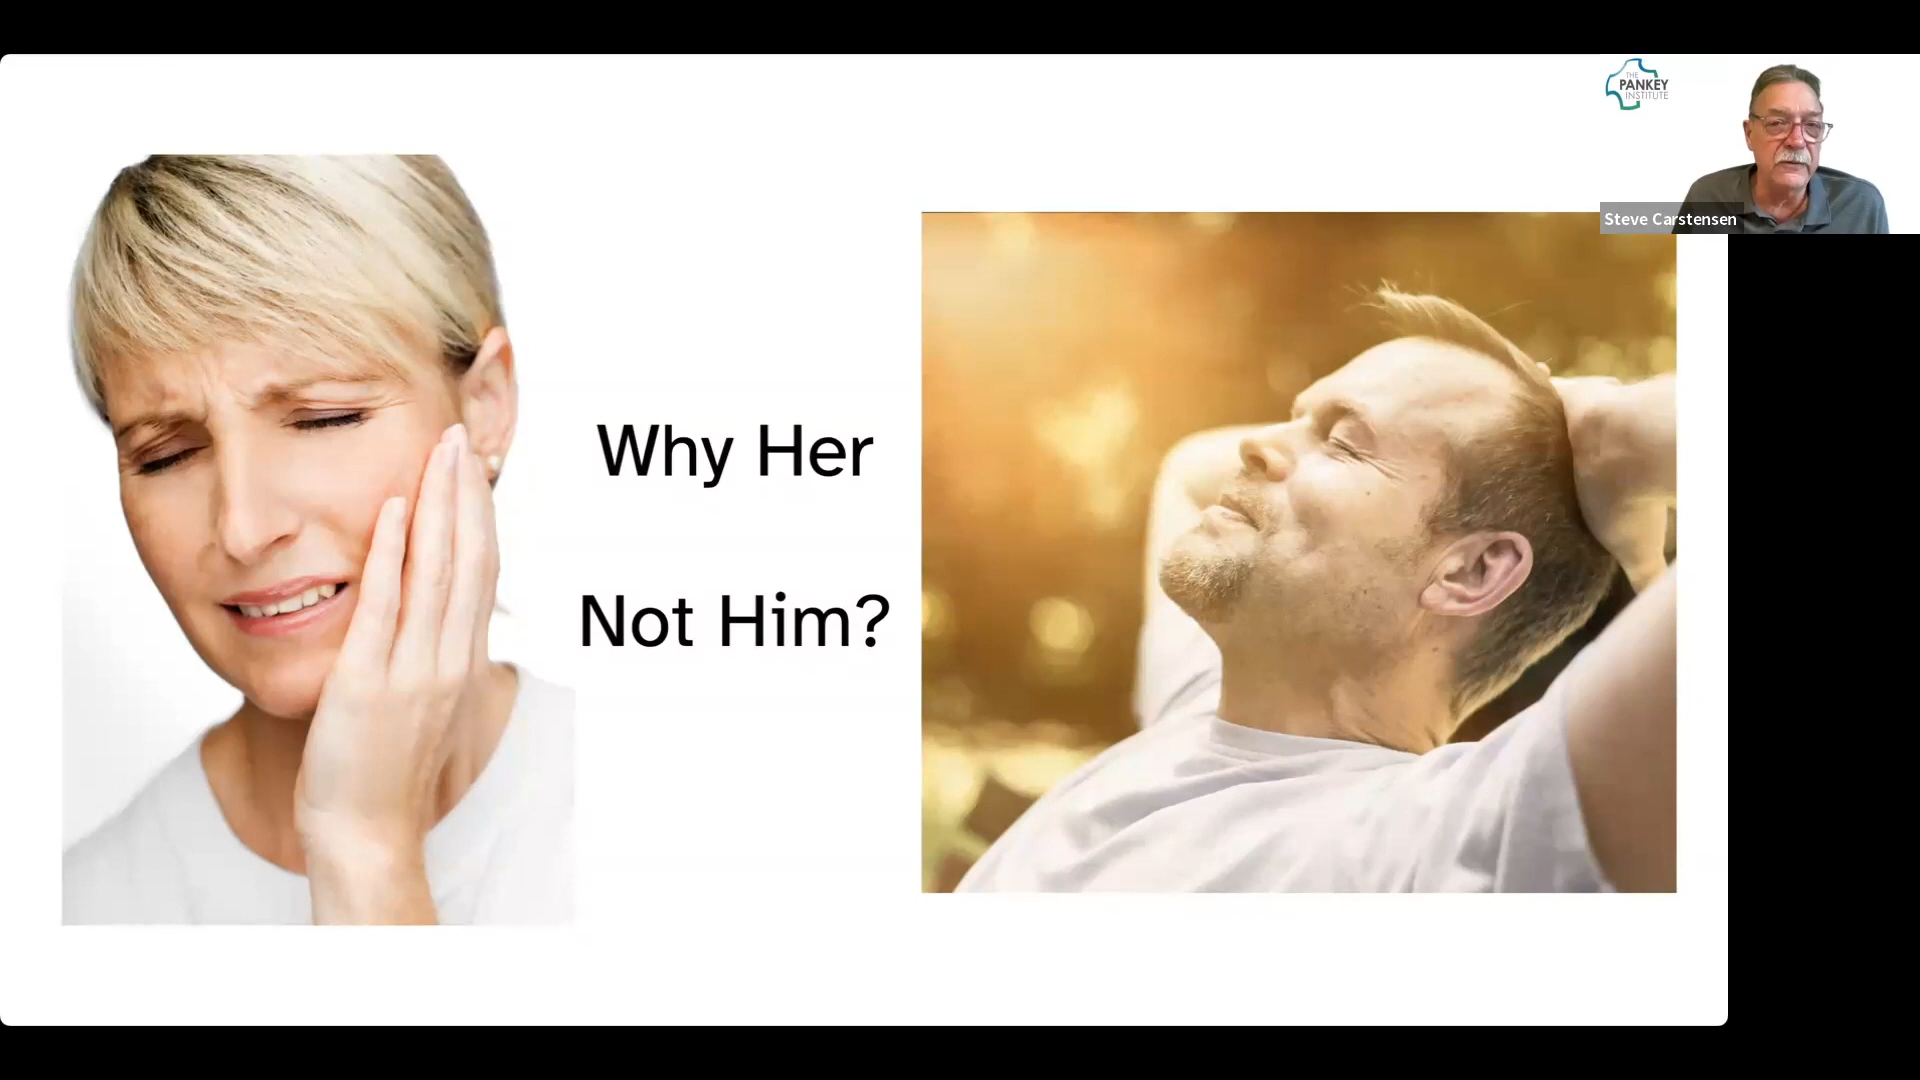 THE
PANKEY
INSTITUTE
Steve Carstensen
Why Her
Not Him?